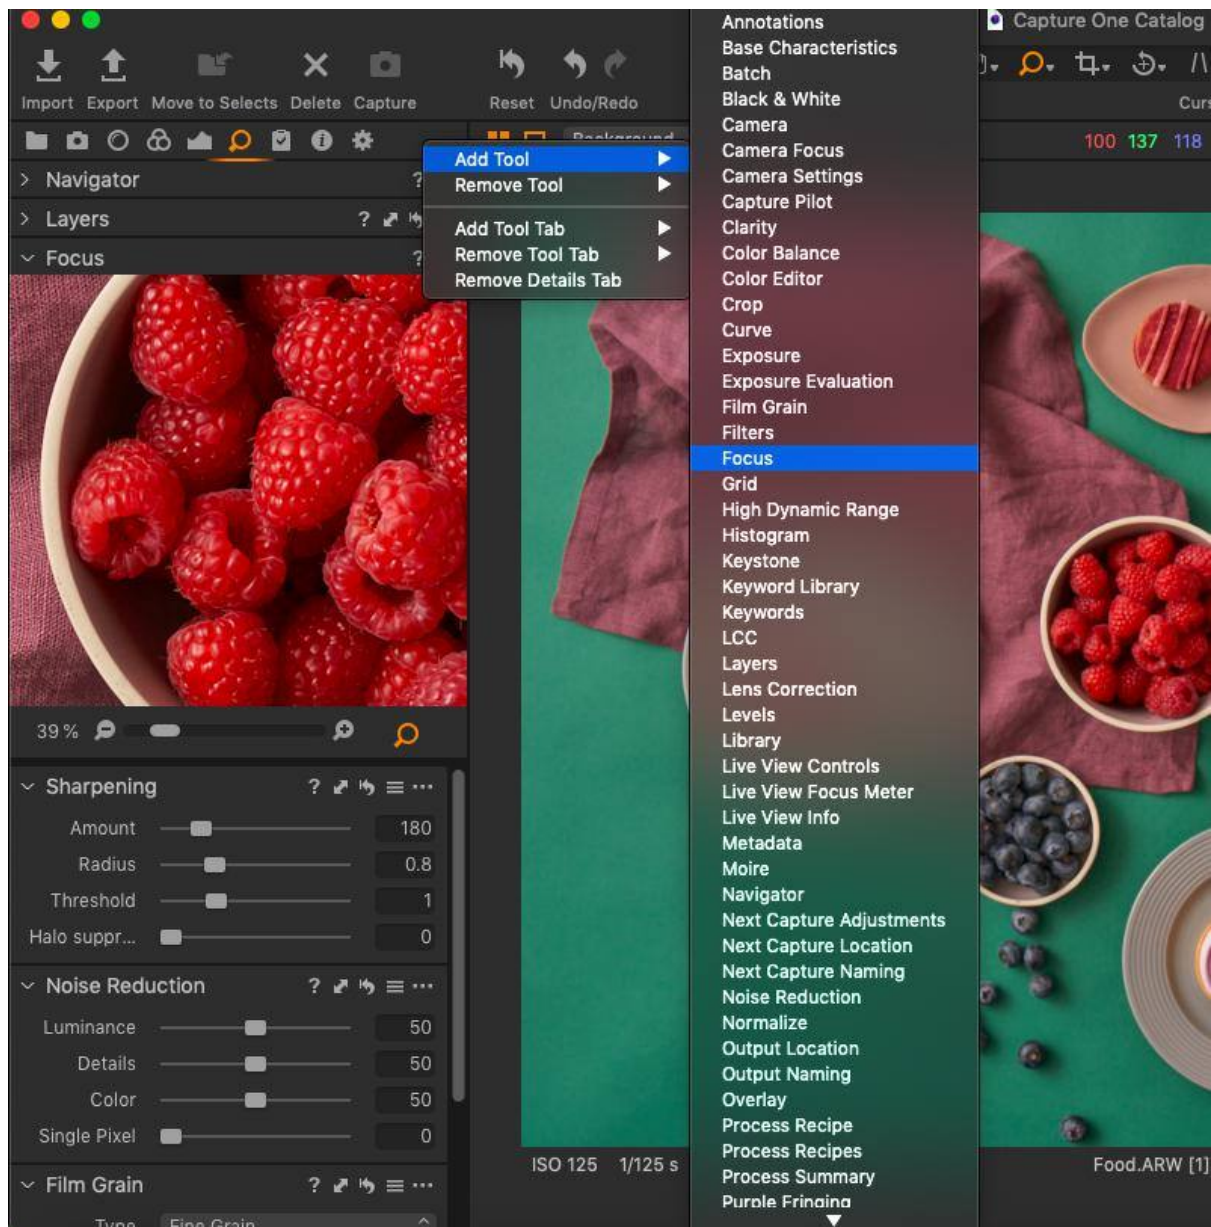 Capture One Catalog
Import Export Move to Selects Delete Capture Reset Undo/Redo
Background
100 137 118
Navigator ?
Layers ?
Focus ?
39%
Sharpening ?
Amount 180
Radius 0.8
Threshold 1
Halo suppr... 0
Noise Reduction ?
Luminance 50
Details 50
Color 50
Single Pixel 0
Film Grain ?
Type Fine Grain
Add Tool
Remove Tool
Add Tool Tab
Remove Tool Tab
Remove Details Tab
Annotations
Base Characteristics
Batch
Black & White
Camera
Camera Focus
Camera Settings
Capture Pilot
Clarity
Color Balance
Color Editor
Crop
Curve
Exposure
Exposure Evaluation
Film Grain
Filters
Focus
Grid
High Dynamic Range
Histogram
Keystone
Keyword Library
Keywords
LCC
Layers
Lens Correction
Levels
Library
Live View Controls
Live View Focus Meter
Live View Info
Metadata
Moire
Navigator
Next Capture Adjustments
Next Capture Location
Next Capture Naming
Noise Reduction
Normalize
Output Location
Output Naming
Overlay
Process Recipe
Process Recipes
Process Summary
Purple Fringing
ISO 125 1/125 s
Food.ARW [1]